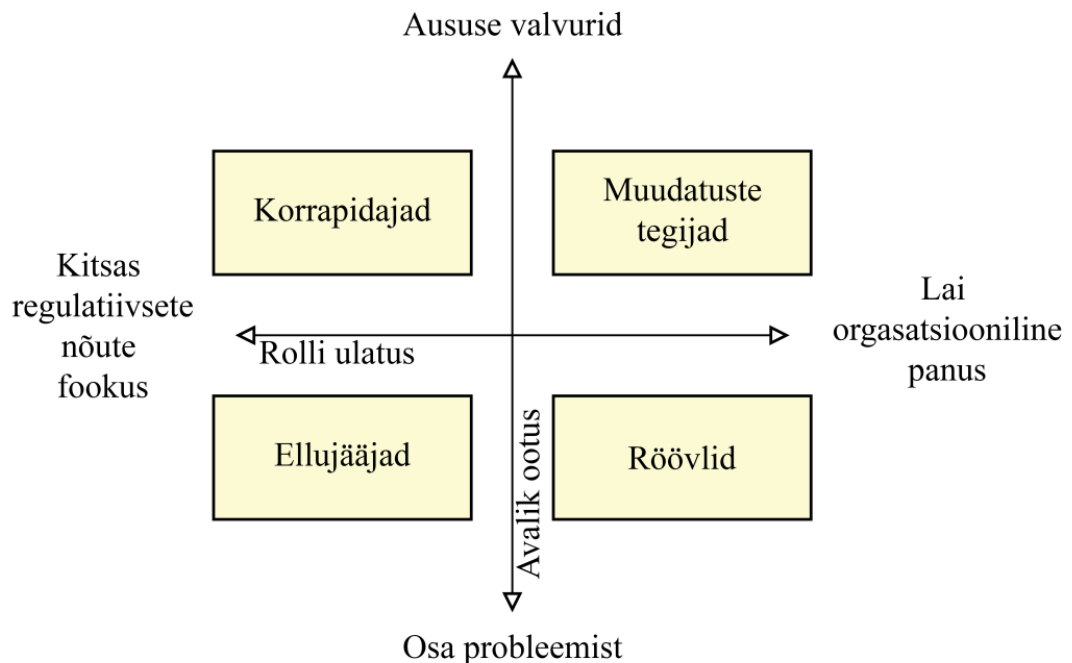 Aususe valvurid
Korrapidajad
Muudatuste
tegijad
Kitsas
regulatiivsete
nõute
fookus
Rolli ulatus
Lai
orgasatsiooniline
panus
Ellujääjad
Avalik ootus
Röövlid
Osa probleemist